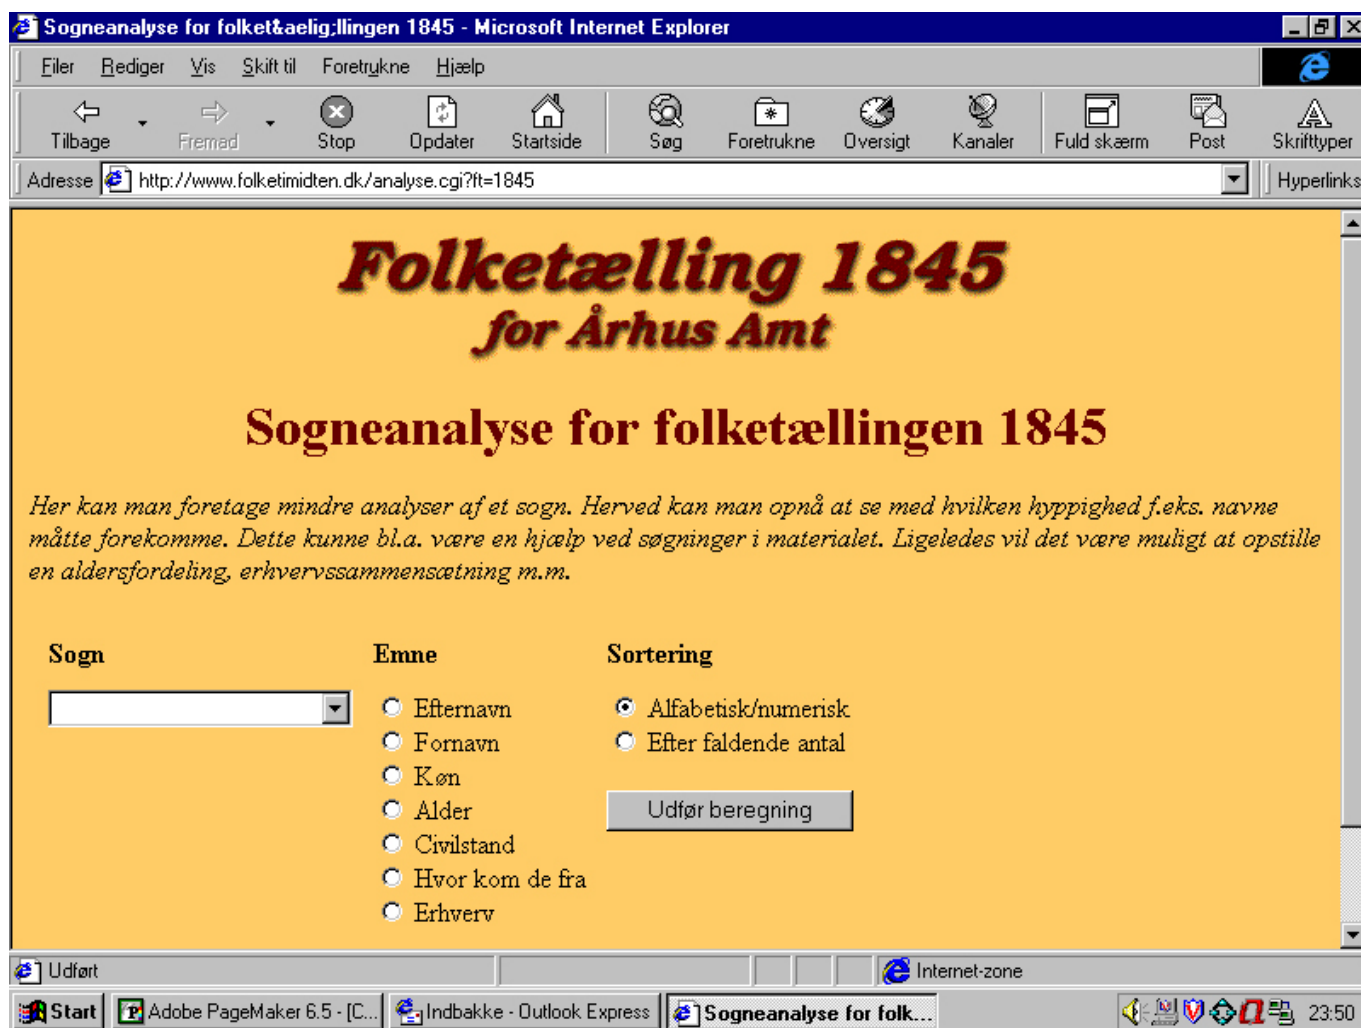 Sogneanalyse for folket&aelig;llingen 1845 - Microsoft Internet Explorer
Filer Rediger Vis Skift til Foretrukne Hjælp
Tilbage Fremad Stop Opdater Startside Søg Foretrukne Oversigt Kanaler Fuld skærm Post Skrifttyper
Adresse http://www.folketimidten.dk/analyse.cgi?ft=1845 Hyperlinks
Folketælling 1845
for Århus Amt
Sogneanalyse for folketællingen 1845
Her kan man foretage mindre analyser af et sogn. Herved kan man opnå at se med hvilken hyppighed f.eks. navne
måtte forekomme. Dette kunne bl.a. være en hjælp ved søgninger i materialet. Ligeledes vil det være muligt at opstille
en aldersfordeling, erhvervssammensætning m.m.
Sogn Emne Sortering
Efternavn Alfabetisk/numerisk
Fornavn Efter faldende antal
Køn
Alder Udfør beregning
Civilstand
Hvor kom de fra
Erhverv
Udført Internet-zone
Start Adobe PageMaker 6.5 - [C... Indbakke - Outlook Express Sogneanalyse for folk... 23:50